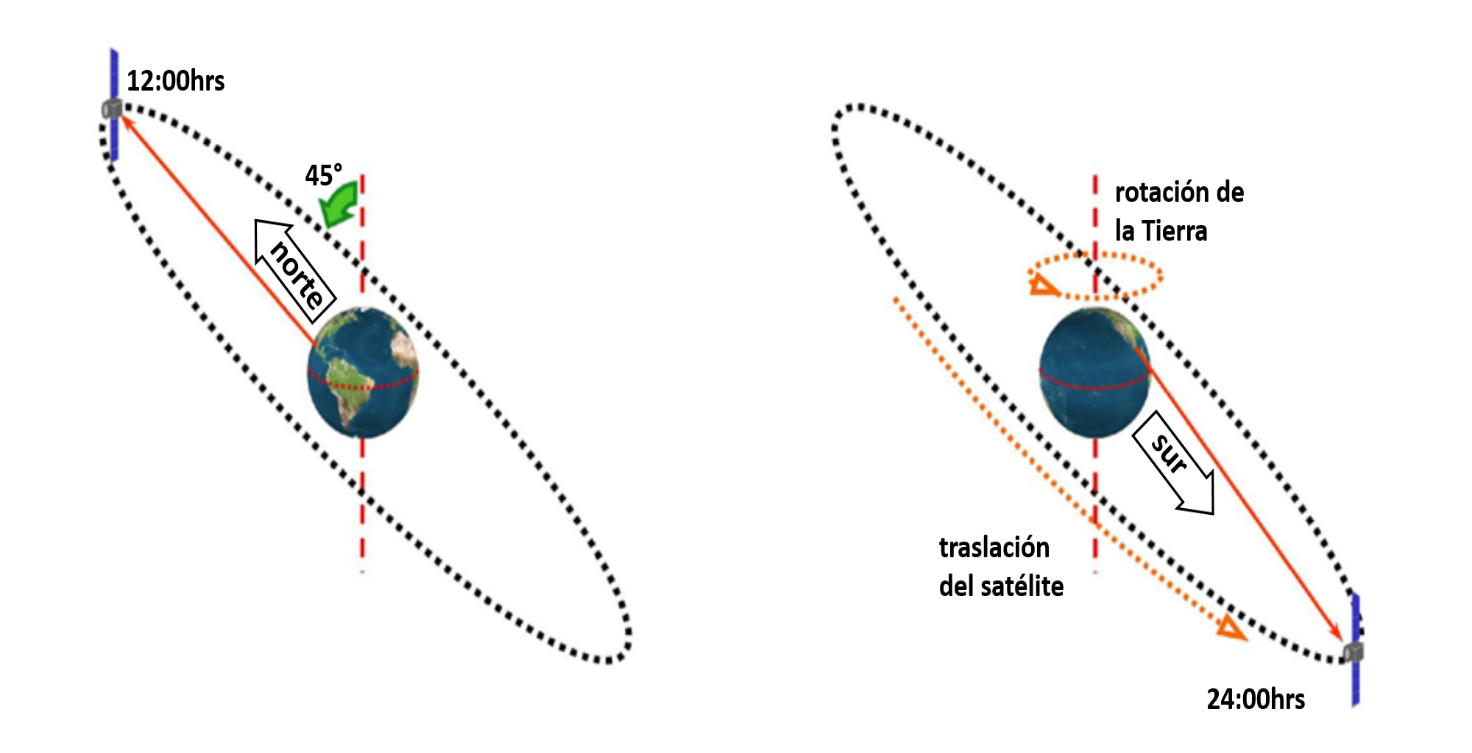 12:00hrs
45°
norte
rotación de
la Tierra
sur
traslación
del satélite
24:00hrs